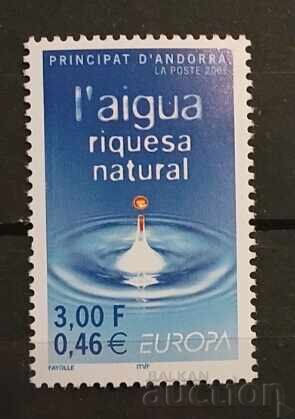 PRINCIPAT D'ANDORRA
LA POSTE 2001
l'aigua
riquesa
natural
3,00 F
0,46 € EUROPA
FAYOLLE ITVF
BALKAN